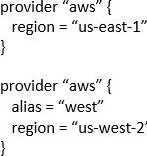 provider “aws” {
region = “us-east-1”
}
provider “aws” {
alias = “west”
region = “us-west-2’
}